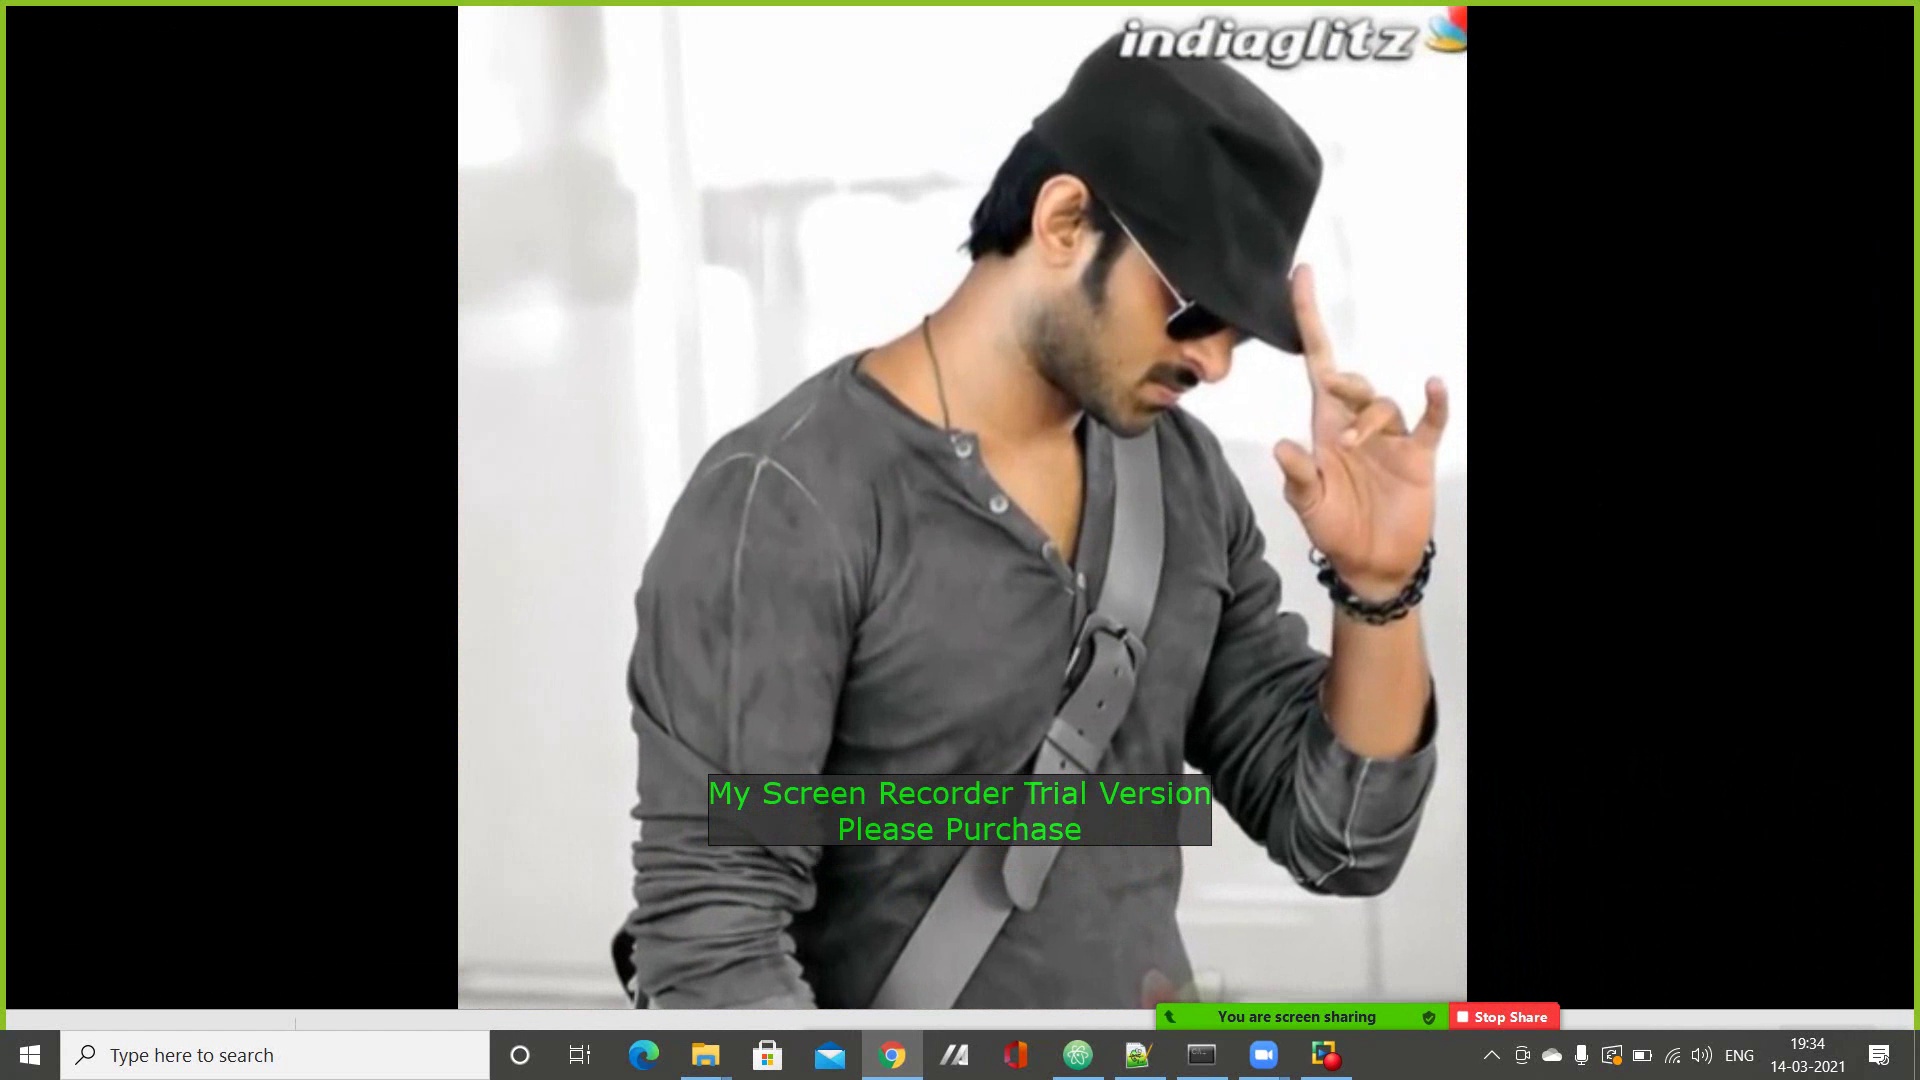 indiaglitz
My Screen Recorder Trial Version
Please Purchase
You are screen sharing
Stop Share
Type here to search
ENG
19:34
14-03-2021